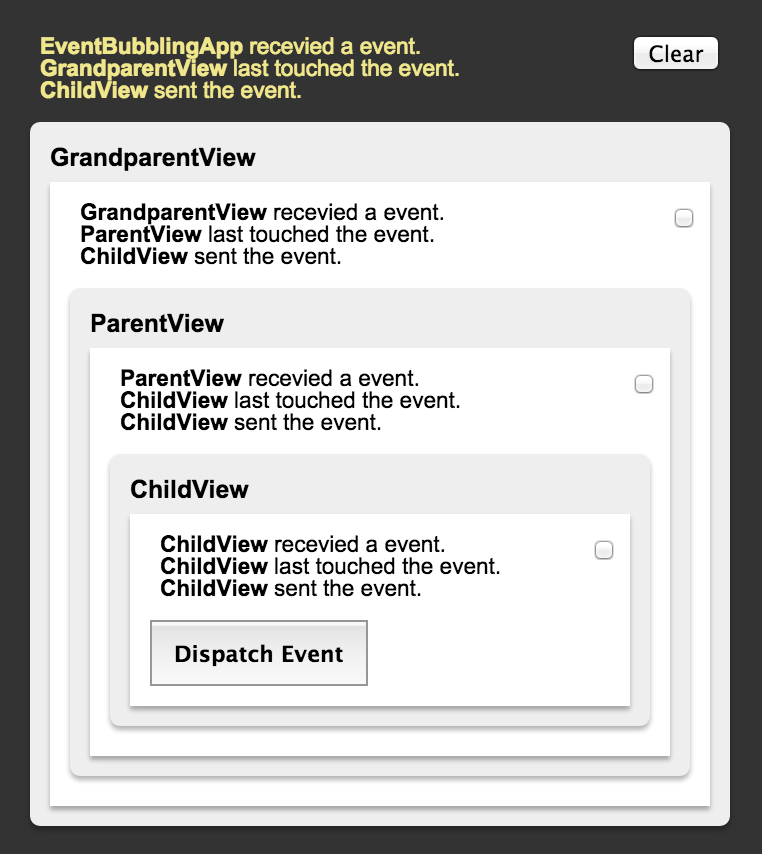 EventBubblingApp recevied a event.
GrandparentView last touched the event.
ChildView sent the event.
Clear
GrandparentView
GrandparentView recevied a event.
ParentView last touched the event.
ChildView sent the event.
ParentView
ParentView recevied a event.
ChildView last touched the event.
ChildView sent the event.
ChildView
ChildView recevied a event.
ChildView last touched the event.
ChildView sent the event.
Dispatch Event